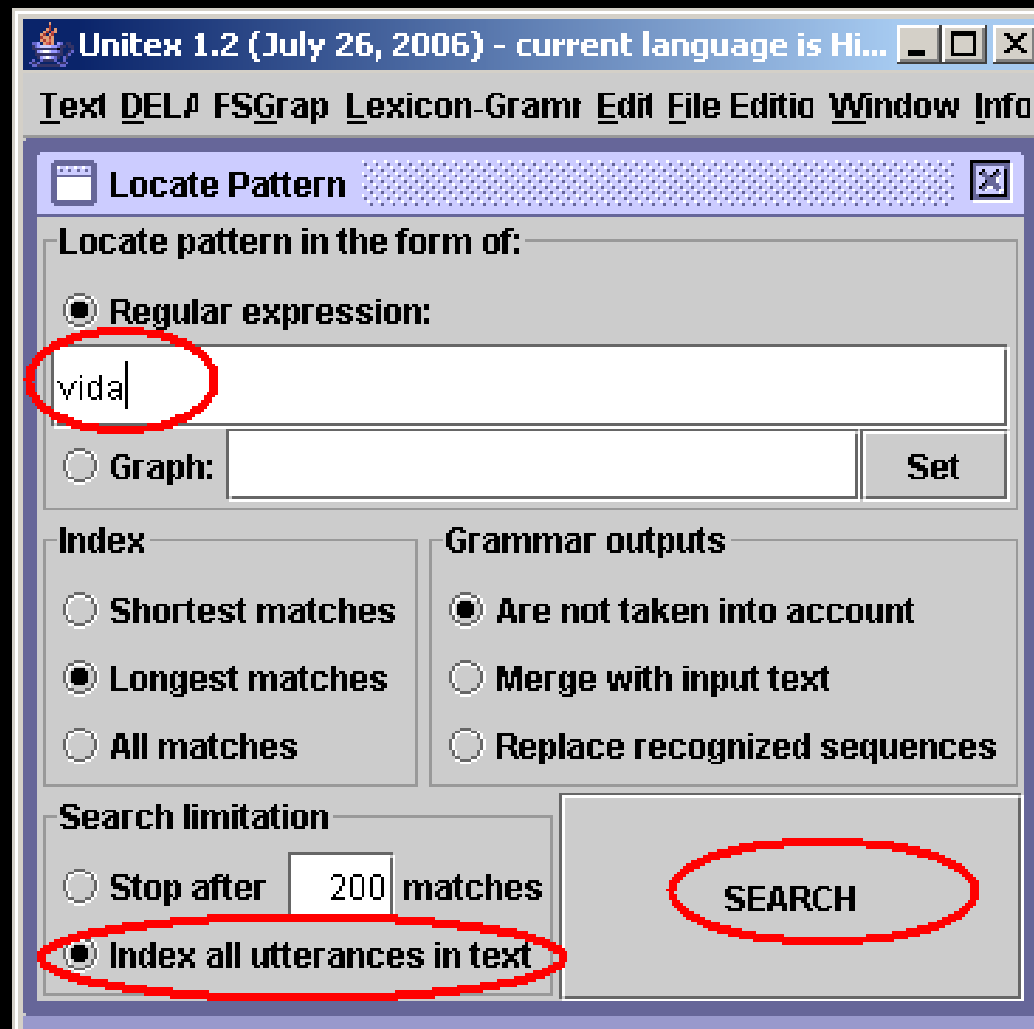 Unitex 1.2 (July 26, 2006) - current language is Hi...
Text DELA FSGrap Lexicon-Gramr Edit File Editio Window Info
Locate Pattern
Locate pattern in the form of:
Regular expression:
vida
Graph: Set
Index
Shortest matches
Longest matches
All matches
Grammar outputs
Are not taken into account
Merge with input text
Replace recognized sequences
Search limitation
Stop after 200 matches
Index all utterances in text
SEARCH